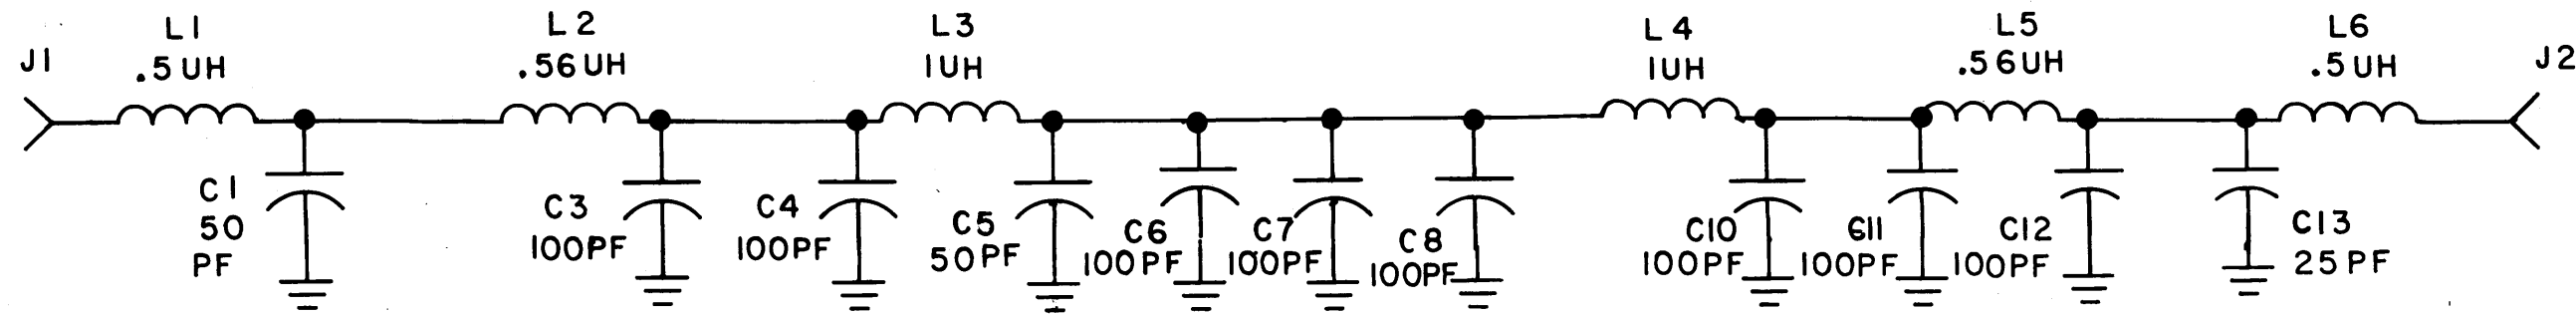 J1
L1
.5UH
L2
.56UH
L3
1UH
L4
1UH
L5
.56UH
L6
.5UH
J2
C1
50
PF
C3
100PF
C4
100PF
C5
50PF
C6
100PF
C7
100PF
C8
100PF
C10
100PF
C11
100PF
C12
100PF
C13
25PF